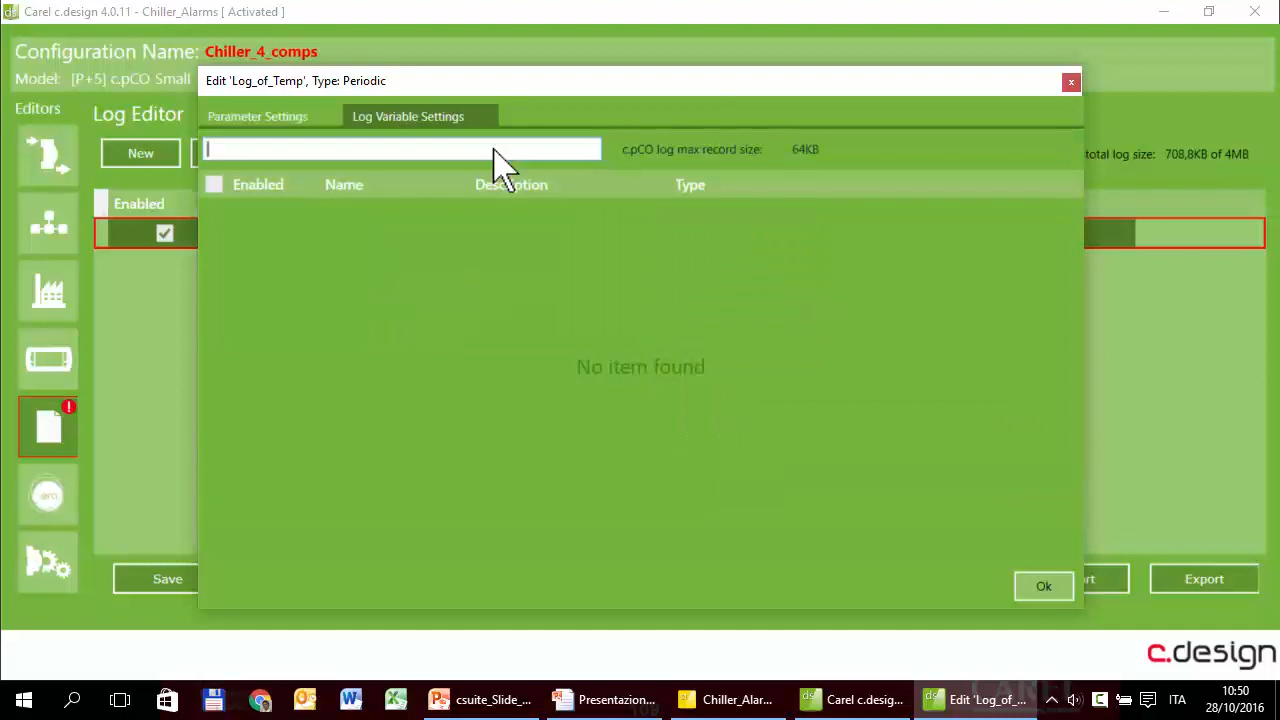 Carel c.design 4.0.11 - Chiller_Alarms [ Activated ]
Configuration Name: Chiller_4_comps
Model: [P+5] c.pCO Small
Edit 'Log_of_Temp', Type: Periodic
x
Editors
Log Editor
Parameter Settings
Log Variable Settings
New
c.pCO log max record size: 64KB
total log size: 708,8KB of 4MB
Enabled
Enabled
Name
Description
Type
No item found
!
Save
Ok
Export
c.design
csuite_Slide_...
Presentazion...
Chiller_Alar...
Carel c.desig...
Edit 'Log_of_...
ITA
10:50
28/10/2016